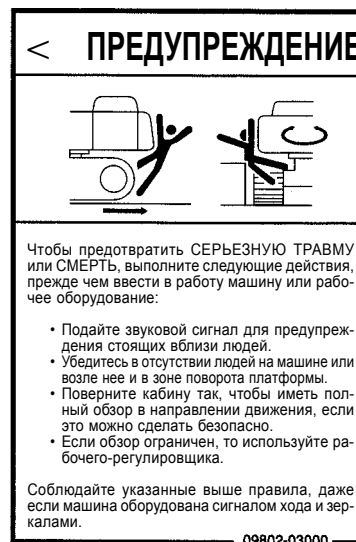 < ПРЕДУПРЕЖДЕНИЕ
Чтобы предотвратить СЕРЬЕЗНУЮ ТРАВМУ
или СМЕРТЬ, выполните следующие действия,
прежде чем ввести в работу машину или рабо-
чее оборудование:
• Подайте звуковой сигнал для предупреж-
дения стоящих вблизи людей.
• Убедитесь в отсутствии людей на машине или
возле нее и в зоне поворота платформы.
• Поверните кабину так, чтобы иметь пол-
ный обзор в направлении движения, если
это можно сделать безопасно.
• Если обзор ограничен, то используйте ра-
бочего-регулировщика.
Соблюдайте указанные выше правила, даже
если машина оборудована сигналом хода и зер-
калами.
09802-03000